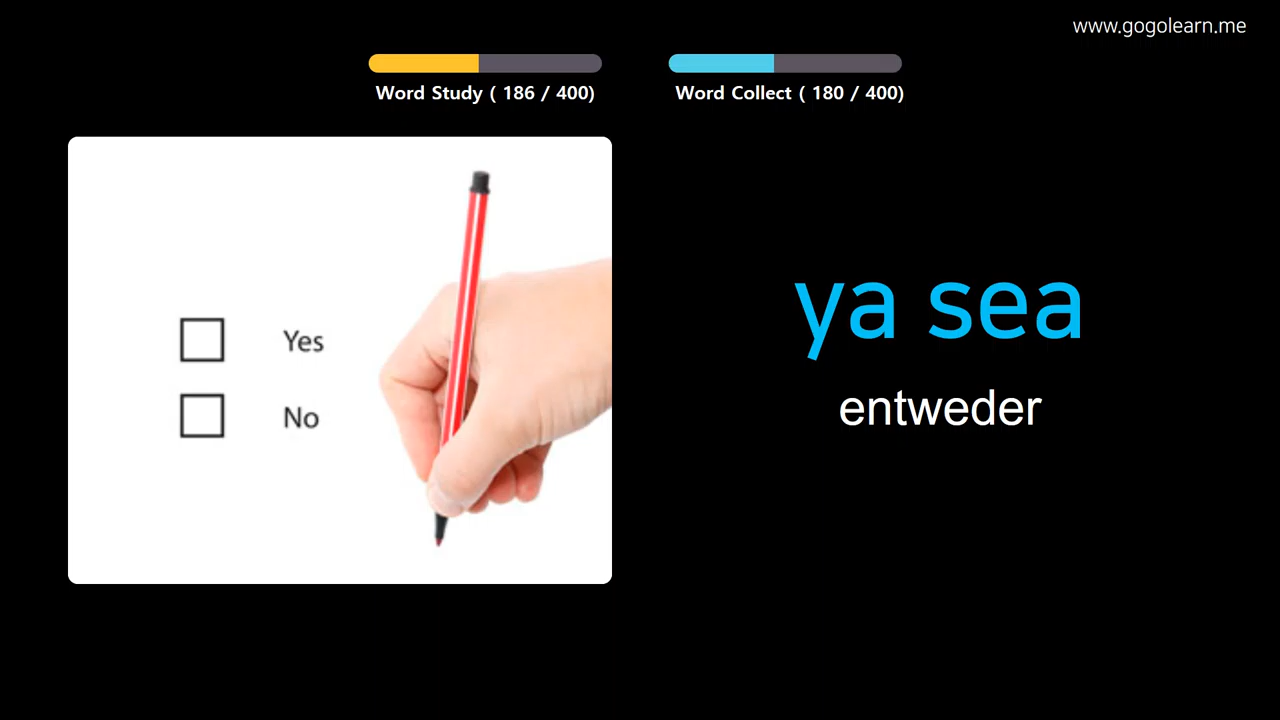 www.gogolearn.me
Word Study ( 186 / 400)
Word Collect ( 180 / 400)
Yes
No
ya sea
entweder